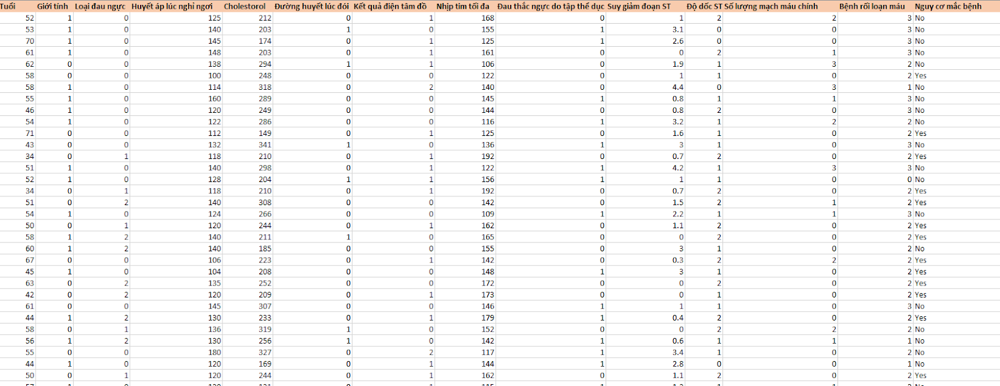 Tuổi Giới tính Loại đau ngực Huyết áp lúc nghỉ ngơi Cholestorol Đường huyết lúc đói Kết quả điện tâm đồ Nhịp tim tối đa Đau thắc ngực do tập thể dục Suy giảm đoạn ST Độ dốc ST Số lượng mạch máu chính Bệnh rối loạn máu Nguy cơ mắc bệnh
52 1 0 125 212 0 1 168 0 1 2 2 3 No
53 1 0 140 203 1 0 155 1 3.1 0 0 3 No
70 1 0 145 174 0 1 125 1 2.6 0 0 3 No
61 1 0 148 203 0 1 161 0 0 2 1 3 No
62 0 0 138 294 1 1 106 0 1.9 1 3 2 No
58 0 0 100 248 0 0 122 0 1 1 0 2 Yes
58 1 0 114 318 0 2 140 0 4.4 0 3 1 No
55 1 0 160 289 0 0 145 1 0.8 1 1 3 No
46 1 0 120 249 0 0 144 0 0.8 2 0 3 No
54 1 0 122 286 0 0 116 1 3.2 1 2 2 No
71 0 0 112 149 0 1 125 0 1.6 1 0 2 Yes
43 0 0 132 341 1 0 136 1 3 1 0 3 No
34 0 1 118 210 0 1 192 0 0.7 2 0 2 Yes
51 1 0 140 298 0 1 122 1 4.2 1 3 3 No
52 1 0 128 204 1 1 156 1 1 1 0 0 No
34 0 1 118 210 0 1 192 0 0.7 2 0 2 Yes
51 0 2 140 308 0 0 142 0 1.5 2 1 2 Yes
54 1 0 124 266 0 0 109 1 2.2 1 1 3 No
50 0 1 120 244 0 1 162 0 1.1 2 0 2 Yes
58 1 2 140 211 1 0 165 0 0 2 0 2 Yes
60 1 2 140 185 0 0 155 0 3 1 0 2 No
67 0 0 106 223 0 1 142 0 0.3 2 2 2 Yes
45 1 0 104 208 0 0 148 1 3 1 0 2 Yes
63 0 2 135 252 0 0 172 0 0 2 0 2 Yes
42 0 2 120 209 0 1 173 0 0 1 0 2 Yes
61 0 0 145 307 0 0 146 1 1 1 0 3 No
44 1 2 130 233 0 1 179 1 0.4 2 0 2 Yes
58 0 1 136 319 1 0 152 0 0 2 2 2 No
56 1 2 130 256 1 0 142 1 0.6 1 1 1 No
55 0 0 180 327 0 2 117 1 3.4 1 0 2 No
44 1 0 120 169 0 1 144 1 2.8 0 0 1 No
50 0 1 120 244 0 1 162 0 1.1 2 0 2 Yes